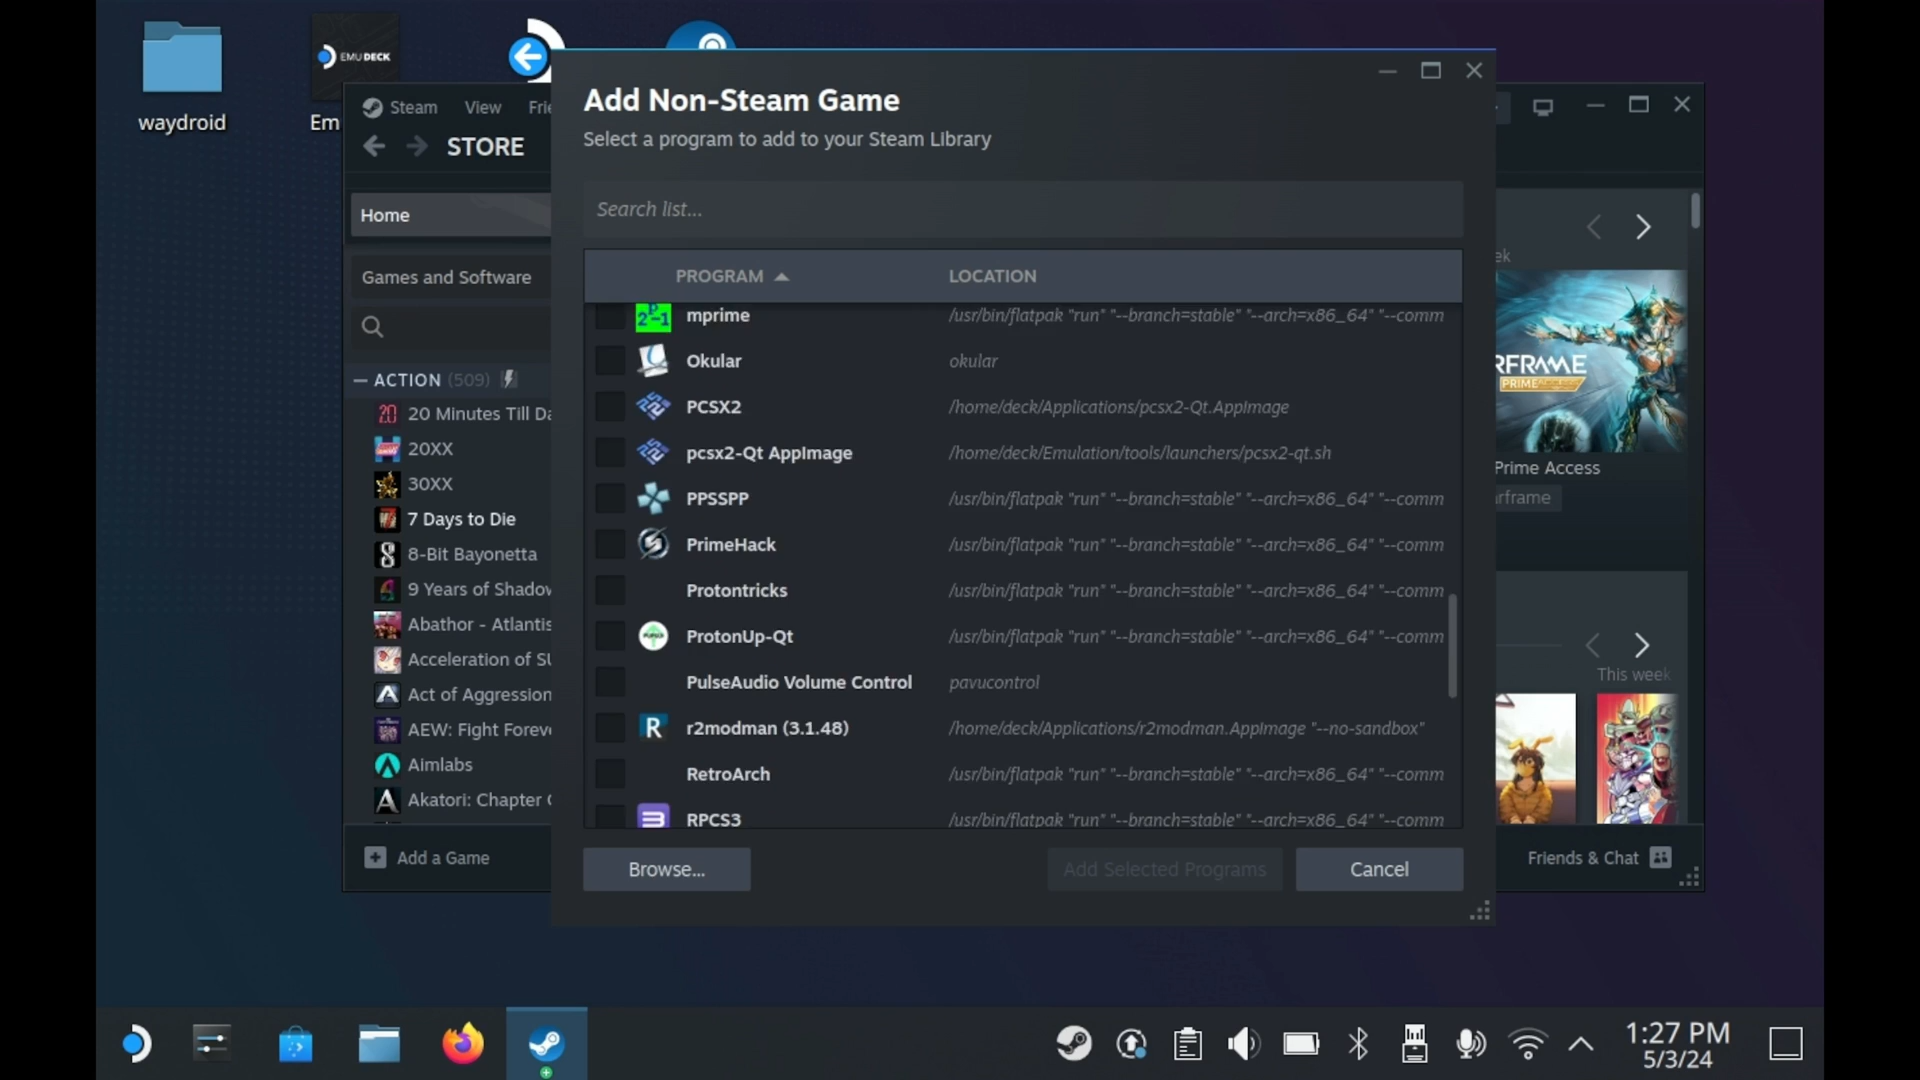 waydroid
EMUDECK
Em
Steam View Frie
STORE
Home
Games and Software
ACTION (509)
20 Minutes Till Da
20XX
30XX
7 Days to Die
8-Bit Bayonetta
9 Years of Shadow
Abathor - Atlantis
Acceleration of SU
Act of Aggression
AEW: Fight Foreve
Aimlabs
Akatori: Chapter O
Add a Game
Add Non-Steam Game
Select a program to add to your Steam Library
Search list...
PROGRAM LOCATION
mprime /usr/bin/flatpak "run" "--branch=stable" "--arch=x86_64" "--comm
Okular okular
PCSX2 /home/deck/Applications/pcsx2-Qt.AppImage
pcsx2-Qt AppImage /home/deck/Emulation/tools/launchers/pcsx2-qt.sh
PPSSPP /usr/bin/flatpak "run" "--branch=stable" "--arch=x86_64" "--comm
PrimeHack /usr/bin/flatpak "run" "--branch=stable" "--arch=x86_64" "--comm
Protontricks /usr/bin/flatpak "run" "--branch=stable" "--arch=x86_64" "--comm
ProtonUp-Qt /usr/bin/flatpak "run" "--branch=stable" "--arch=x86_64" "--comm
PulseAudio Volume Control pavucontrol
r2modman (3.1.48) /home/deck/Applications/r2modman.AppImage "--no-sandbox"
RetroArch /usr/bin/flatpak "run" "--branch=stable" "--arch=x86_64" "--comm
RPCS3 /usr/bin/flatpak "run" "--branch=stable" "--arch=x86_64" "--comm
Browse... Add Selected Programs Cancel
ek
RFRAME
PRIME
Prime Access
arframe
This week
Friends & Chat
1:27 PM
5/3/24